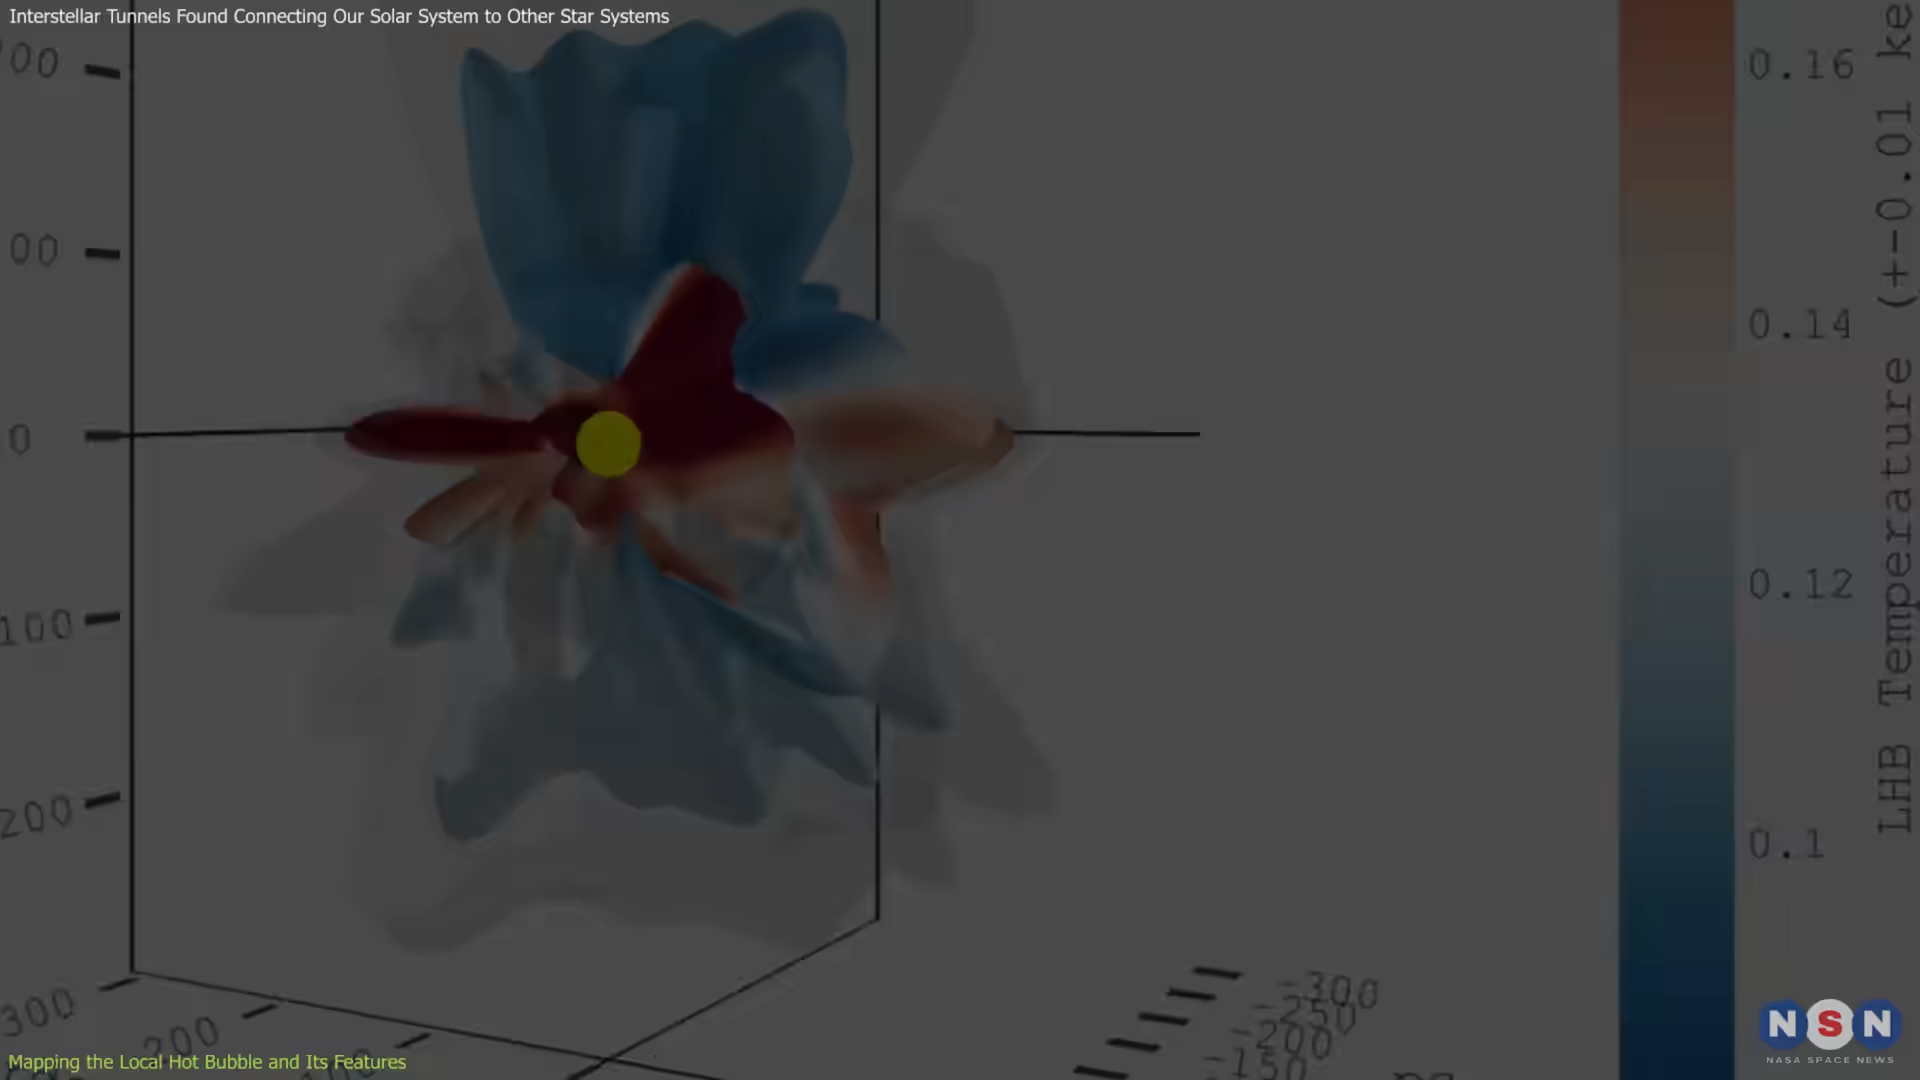 Interstellar Tunnels Found Connecting Our Solar System to Other Star Systems
00
00
0
100
200
300
200
100
-300
-250
-200
-150
pc
0.16
0.14
0.12
0.1
LHB Temperature (+-0.01 ke
Mapping the Local Hot Bubble and Its Features
NSN
NASA SPACE NEWS